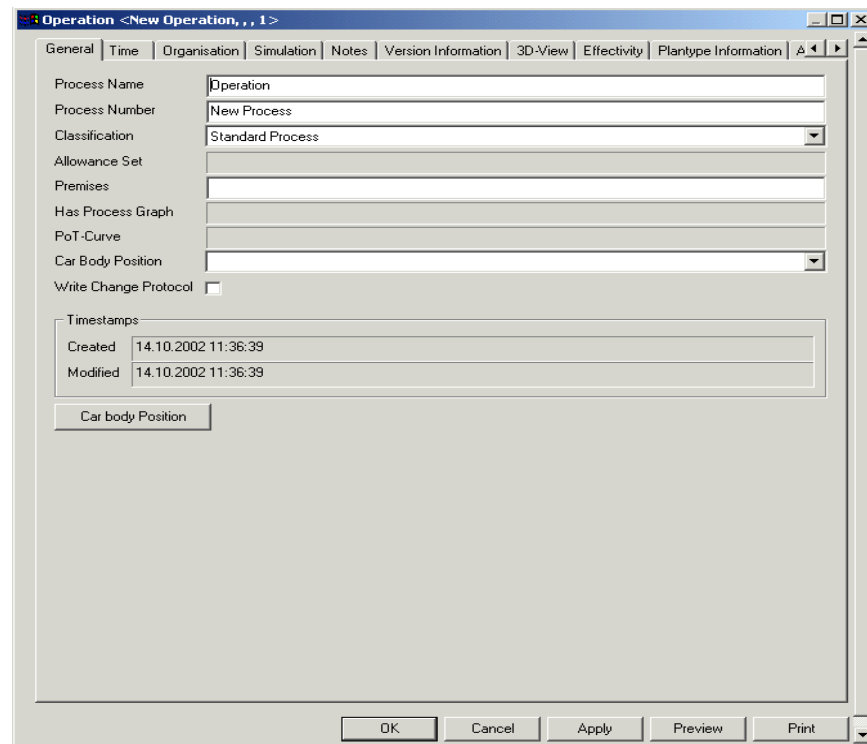 Operation <New Operation, , , 1>
General Time Organisation Simulation Notes Version Information 3D-View Effectivity Plantype Information A
Process Name Operation
Process Number New Process
Classification Standard Process
Allowance Set
Premises
Has Process Graph
PoT-Curve
Car Body Position
Write Change Protocol
Timestamps
Created 14.10.2002 11:36:39
Modified 14.10.2002 11:36:39
Car body Position
OK Cancel Apply Preview Print